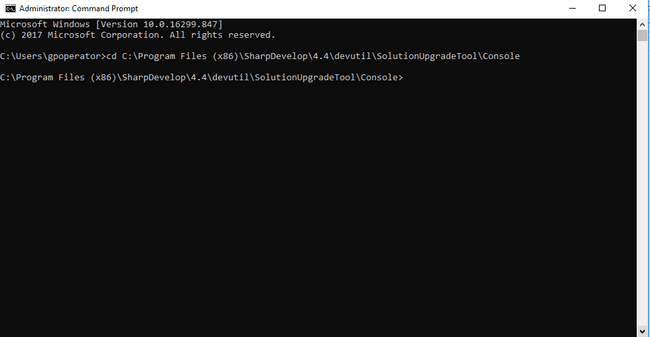 Administrator: Command Prompt
Microsoft Windows [Version 10.0.16299.847]
(c) 2017 Microsoft Corporation. All rights reserved.
C:\Users\gpoperator>cd C:\Program Files (x86)\SharpDevelop\4.4\devutil\SolutionUpgradeTool\Console
C:\Program Files (x86)\SharpDevelop\4.4\devutil\SolutionUpgradeTool\Console>